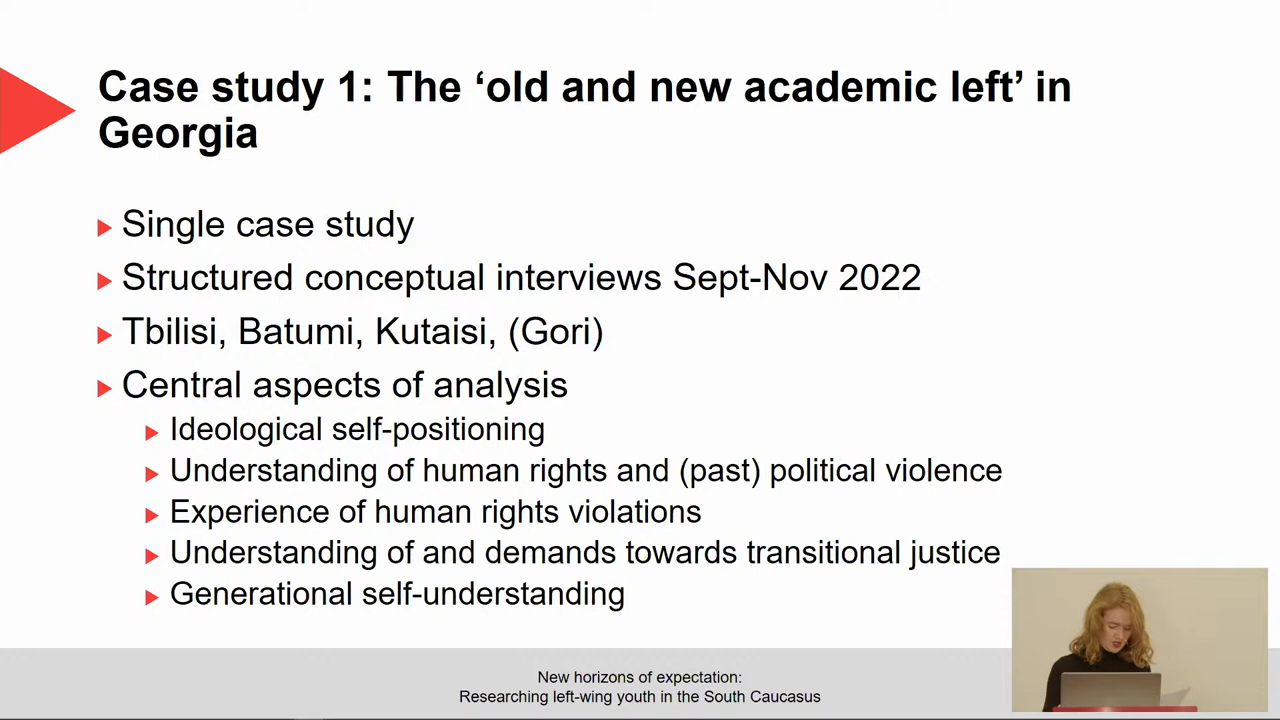 Case study 1: The ‘old and new academic left’ in
Georgia
Single case study
Structured conceptual interviews Sept-Nov 2022
Tbilisi, Batumi, Kutaisi, (Gori)
Central aspects of analysis
Ideological self-positioning
Understanding of human rights and (past) political violence
Experience of human rights violations
Understanding of and demands towards transitional justice
Generational self-understanding
New horizons of expectation:
Researching left-wing youth in the South Caucasus